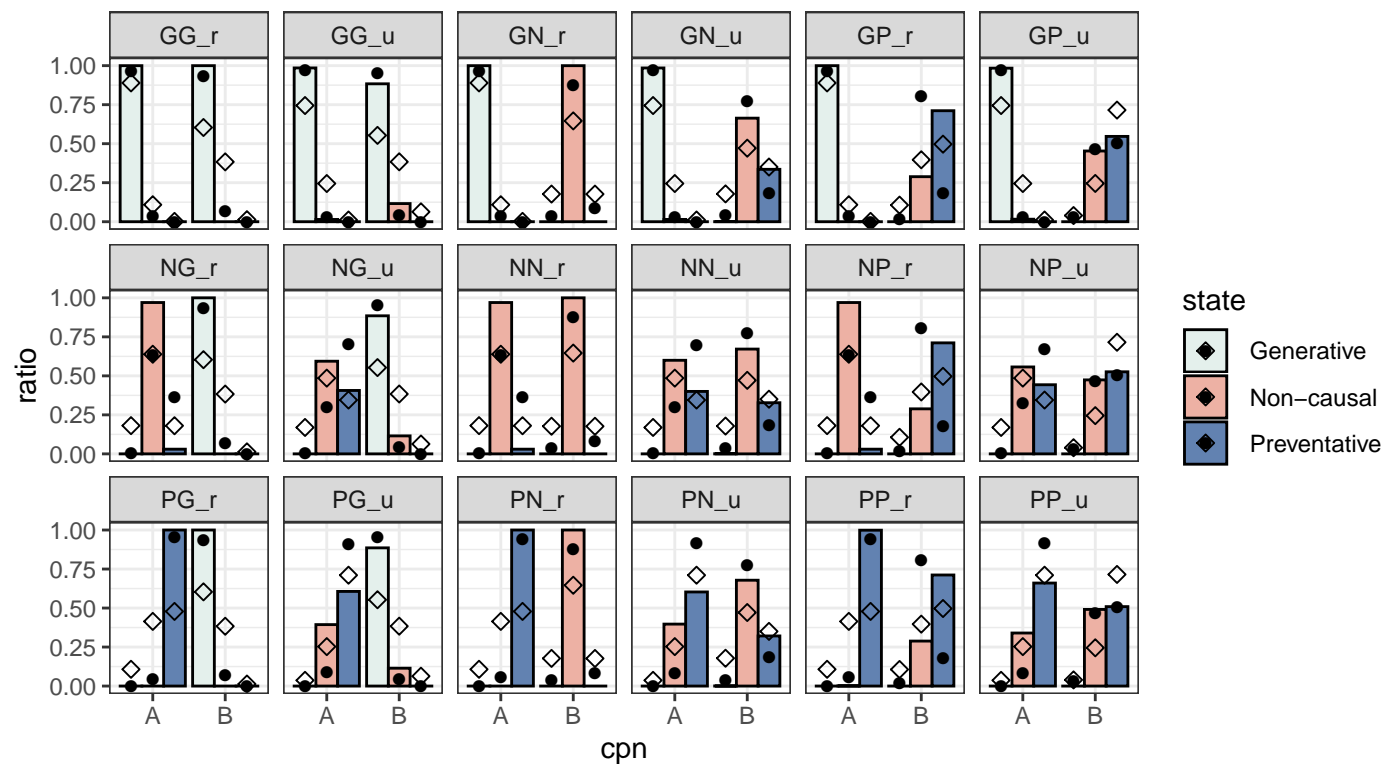 GG_r GG_u GN_r GN_u GP_r GP_u
1.00
0.75
0.50
0.25
0.00
NG_r NG_u NN_r NN_u NP_r NP_u
1.00
0.75
0.50
0.25
0.00
PG_r PG_u PN_r PN_u PP_r PP_u
1.00
0.75
0.50
0.25
0.00
A B A B A B A B A B A B
cpn
ratio
state
Generative
Non−causal
Preventative